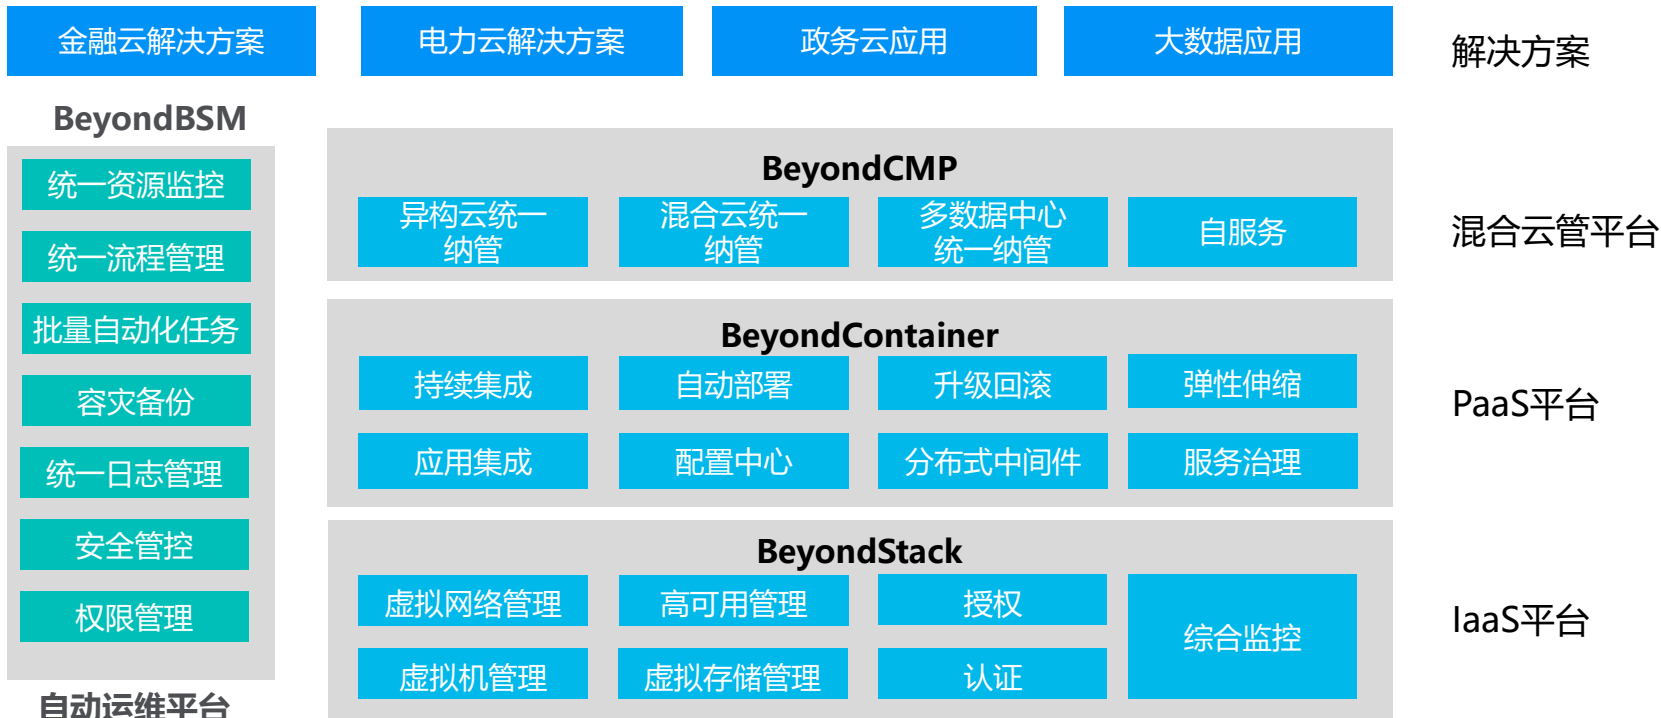 金融云解决方案
电力云解决方案
政务云应用
大数据应用
解决方案
BeyondBSM
统一资源监控
统一流程管理
批量自动化任务
容灾备份
统一日志管理
安全管控
权限管理
自动运维平台
BeyondCMP
异构云统一
纳管
混合云统一
纳管
多数据中心
统一纳管
自服务
混合云管平台
BeyondContainer
持续集成
自动部署
升级回滚
弹性伸缩
应用集成
配置中心
分布式中间件
服务治理
PaaS平台
BeyondStack
虚拟网络管理
高可用管理
授权
综合监控
虚拟机管理
虚拟存储管理
认证
IaaS平台